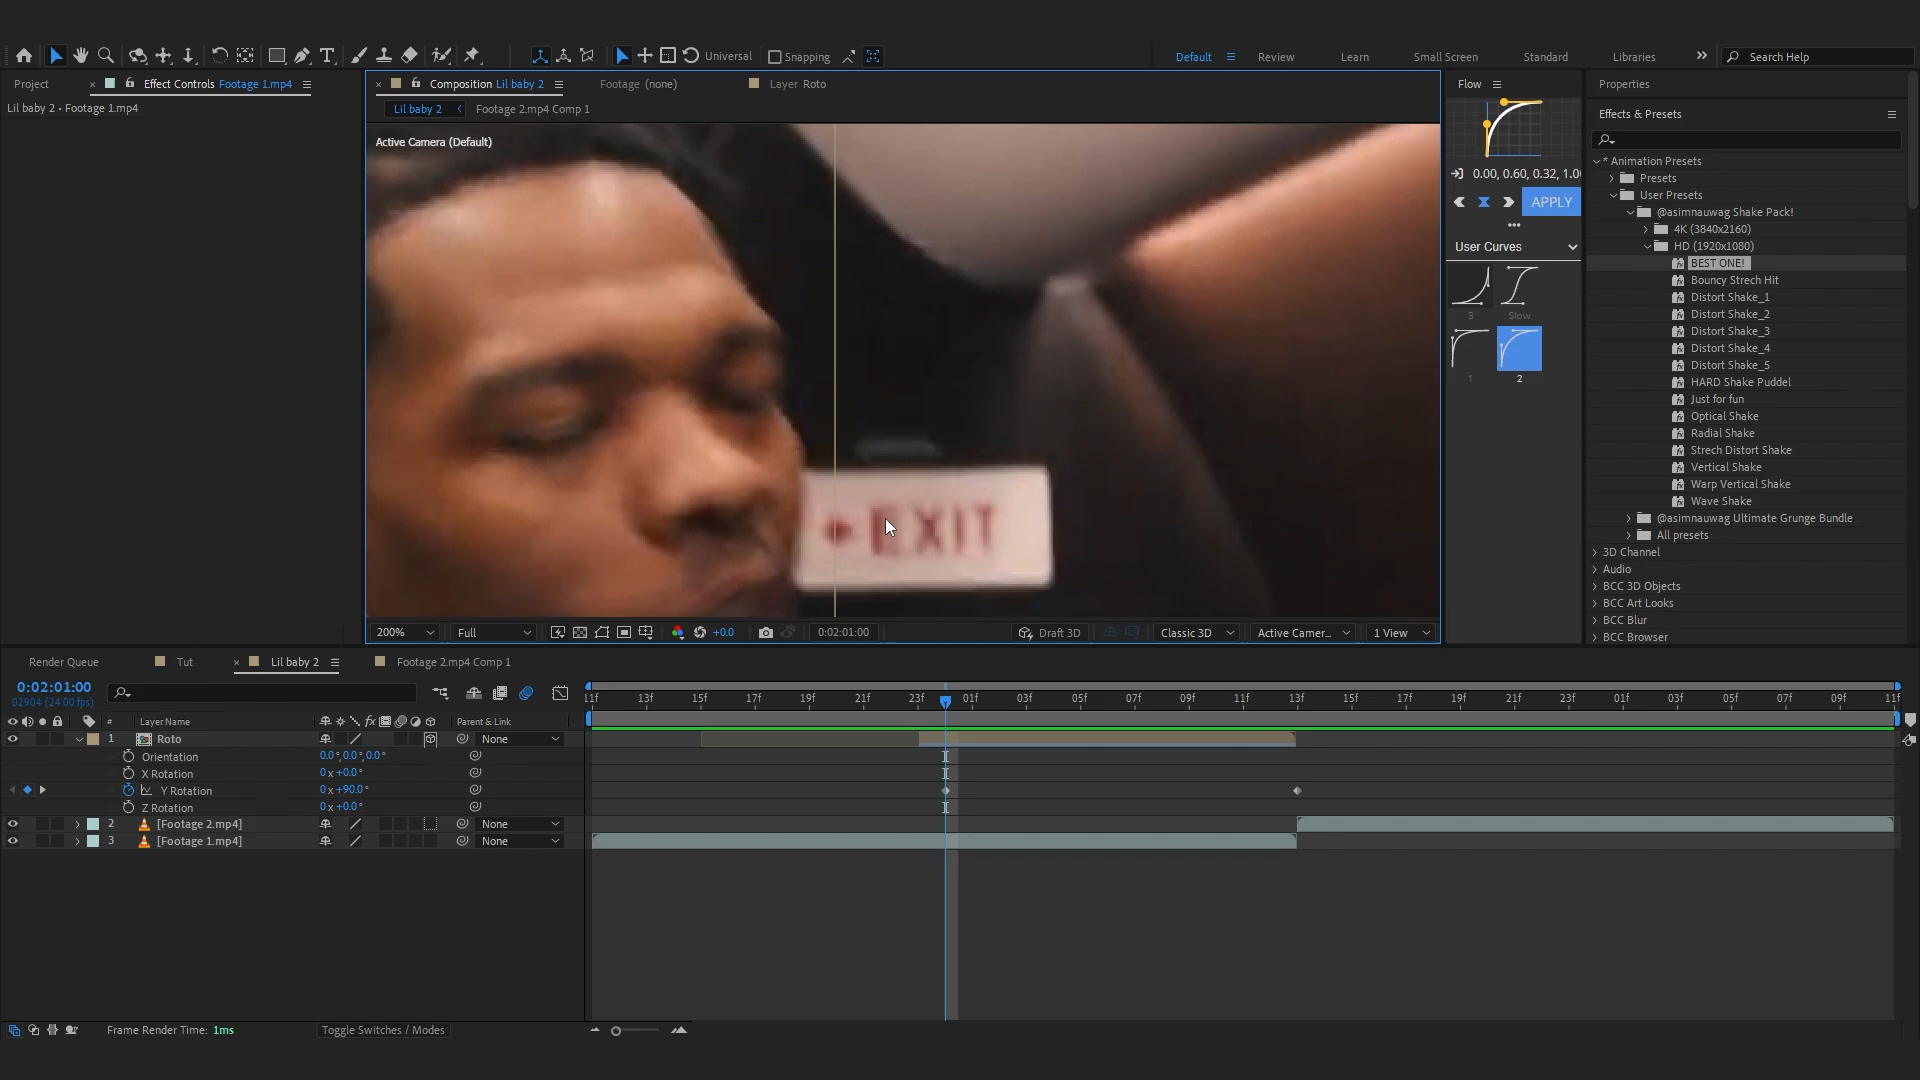 Universal
Snapping
Default
Review
Learn
Small Screen
Standard
Libraries
Search Help
Project
Effect Controls Footage 1.mp4
Composition Lil baby 2
Footage (none)
Layer Roto
Flow
Properties
Lil baby 2 • Footage 1.mp4
Lil baby 2
Footage 2.mp4 Comp 1
Effects & Presets
Active Camera (Default)
EXIT
0.00, 0.60, 0.32, 1.0
APPLY
User Curves
3
Slow
1
2
* Animation Presets
Presets
User Presets
@asimnauwag Shake Pack!
4K (3840x2160)
HD (1920x1080)
BEST ONE!
Bouncy Strech Hit
Distort Shake_1
Distort Shake_2
Distort Shake_3
Distort Shake_4
Distort Shake_5
HARD Shake Puddel
Just for fun
Optical Shake
Radial Shake
Strech Distort Shake
Vertical Shake
Warp Vertical Shake
Wave Shake
@asimnauwag Ultimate Grunge Bundle
All presets
3D Channel
Audio
BCC 3D Objects
BCC Art Looks
BCC Blur
BCC Browser
200%
Full
+0.0
0:02:01:00
Draft 3D
Classic 3D
Active Camer...
1 View
Render Queue
Tut
Lil baby 2
Footage 2.mp4 Comp 1
0:02:01:00
02904 (24.00 fps)
11f 13f 15f 17f 19f 21f 23f 01f 03f 05f 07f 09f 11f 13f 15f 17f 19f 21f 23f 01f 03f 05f 07f 09f 11f
# Layer Name
Parent & Link
1 Roto None
Orientation 0.0°,0.0°,0.0°
X Rotation 0 x +0.0°
Y Rotation 0 x +90.0°
Z Rotation 0 x +0.0°
2 [Footage 2.mp4] None
3 [Footage 1.mp4] None
Frame Render Time: 1ms
Toggle Switches / Modes